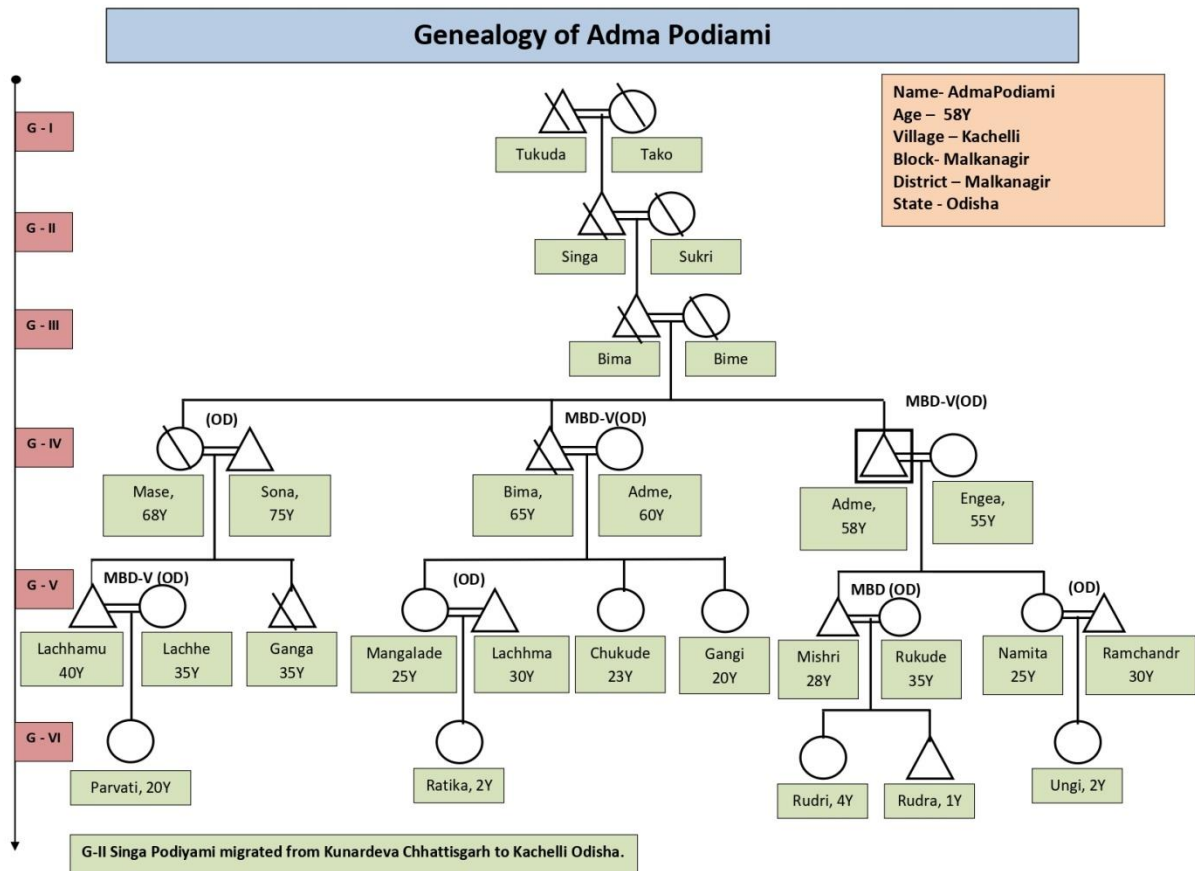 Genealogy of Adma Podiami
Name- AdmaPodiami
Age – 58Y
Village – Kachelli
Block- Malkanagir
District – Malkanagir
State - Odisha
G - I
Tukuda
Tako
G - II
Singa
Sukri
G - III
Bima
Bime
(OD)
MBD-V(OD)
MBD-V(OD)
G - IV
Mase,
68Y
Sona,
75Y
Bima,
65Y
Adme,
60Y
Adme,
58Y
Engea,
55Y
G - V
MBD-V (OD)
(OD)
MBD (OD)
(OD)
Lachhamu
40Y
Lachhe
35Y
Ganga
35Y
Mangalade
25Y
Lachhma
30Y
Chukude
23Y
Gangi
20Y
Mishri
28Y
Rukude
35Y
Namita
25Y
Ramchandr
30Y
G - VI
Parvati, 20Y
Ratika, 2Y
Rudri, 4Y
Rudra, 1Y
Ungi, 2Y
G-II Singa Podiyami migrated from Kunardeva Chhattisgarh to Kachelli Odisha.